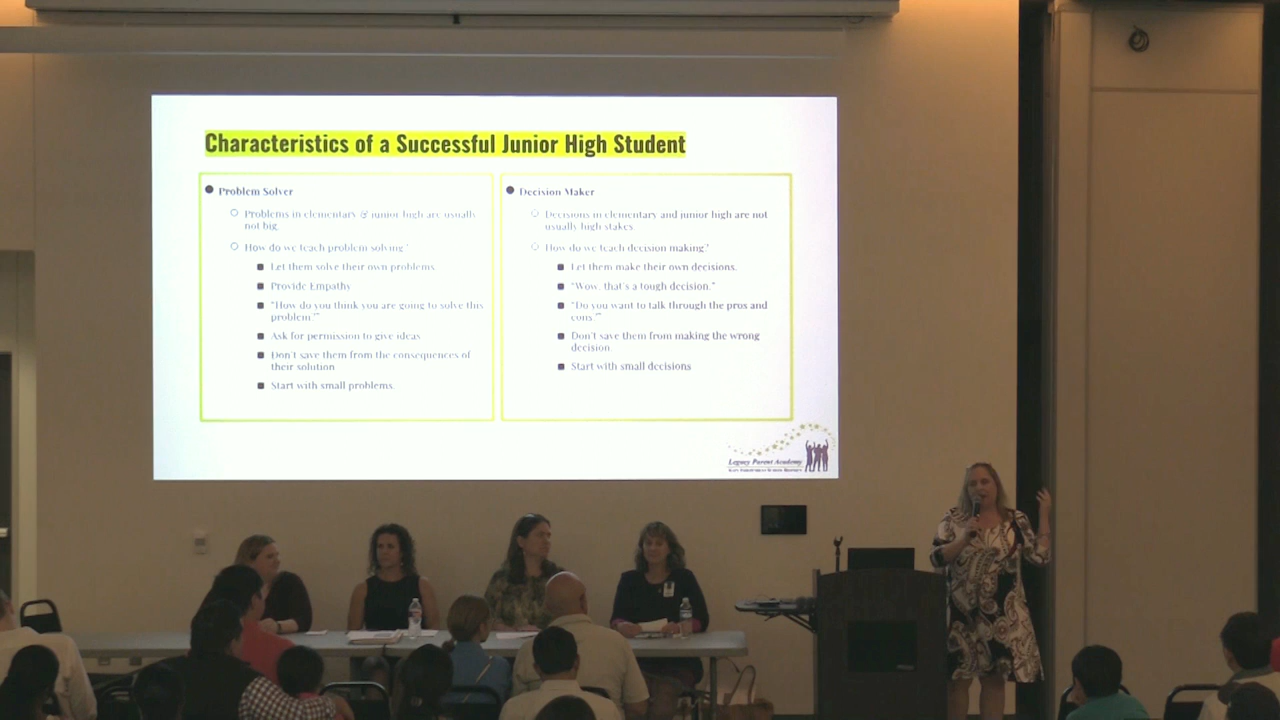 Characteristics of a Successful Junior High Student
Problem Solver
Problems in elementary & junior high are usually
not big.
How do we teach problem solving?
Let them solve their own problems.
Provide Empathy
"How do you think you are going to solve this
problem?"
Ask for permission to give ideas
Don't save them from the consequences of
their solution
Start with small problems.
Decision Maker
Decisions in elementary and junior high are not
usually high stakes.
How do we teach decision making?
Let them make their own decisions.
"Wow, that's a tough decision."
"Do you want to talk through the pros and
cons?"
Don't save them from making the wrong
decision.
Start with small decisions
Legacy Parent Academy
Katy Independent School District